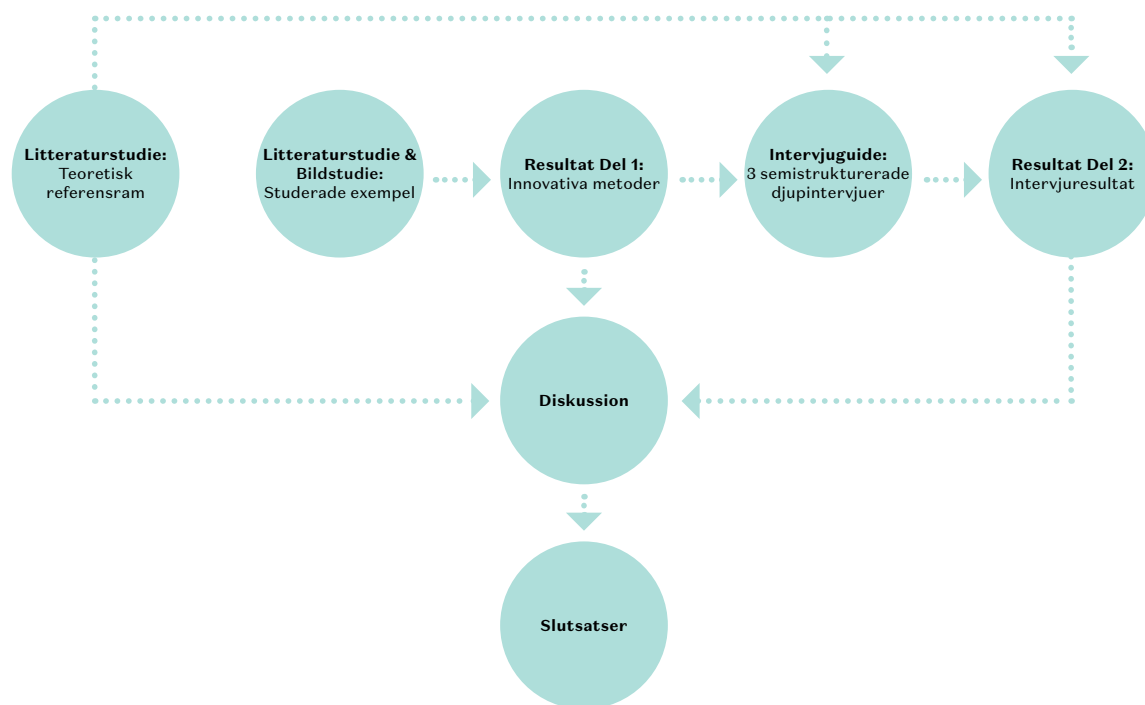 Litteraturstudie:
Teoretisk
referensram
Litteraturstudie &
Bildstudie:
Studerade exempel
Resultat Del 1:
Innovativa metoder
Intervjuguide:
3 semistrukturerade
djupintervjuer
Resultat Del 2:
Intervjuresultat
Diskussion
Slutsatser